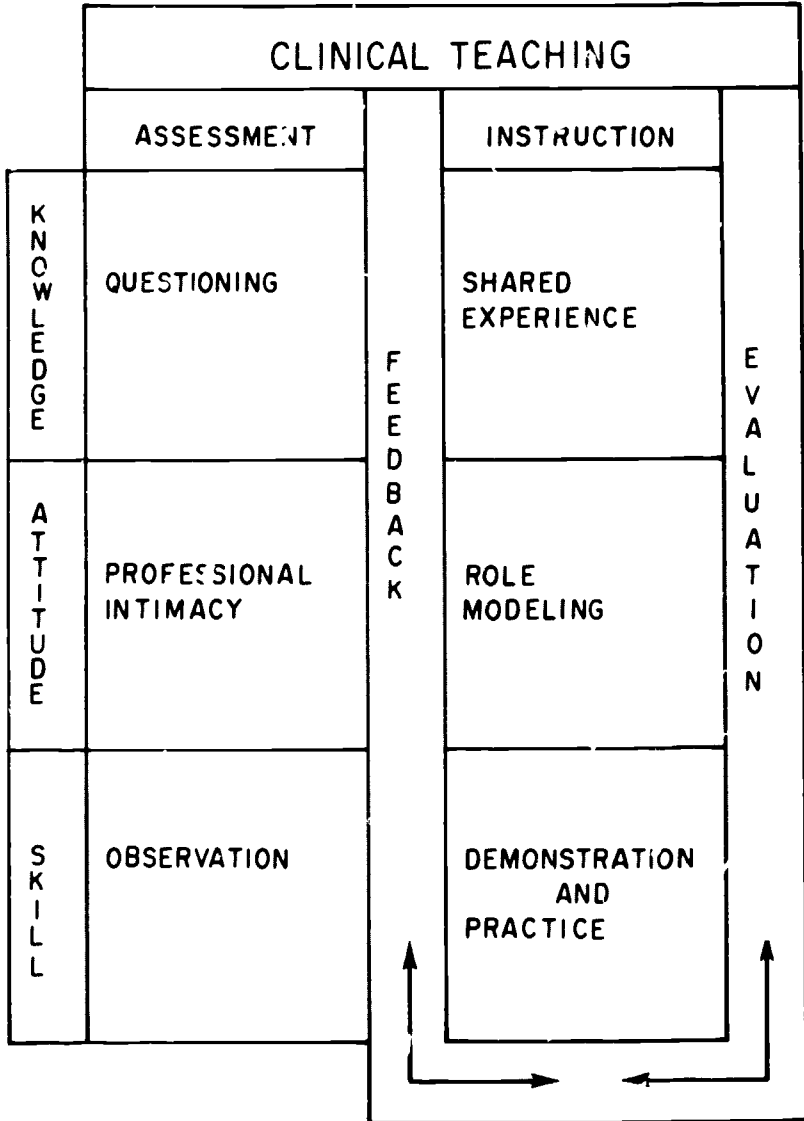 CLINICAL TEACHING
ASSESSMENT
INSTRUCTION
KNOWLEDGE
QUESTIONING
FEEDBACK
SHARED
EXPERIENCE
EVALUATION
ATTITUDE
PROFESSIONAL
INTIMACY
ROLE
MODELING
SKILL
OBSERVATION
DEMONSTRATION
AND
PRACTICE